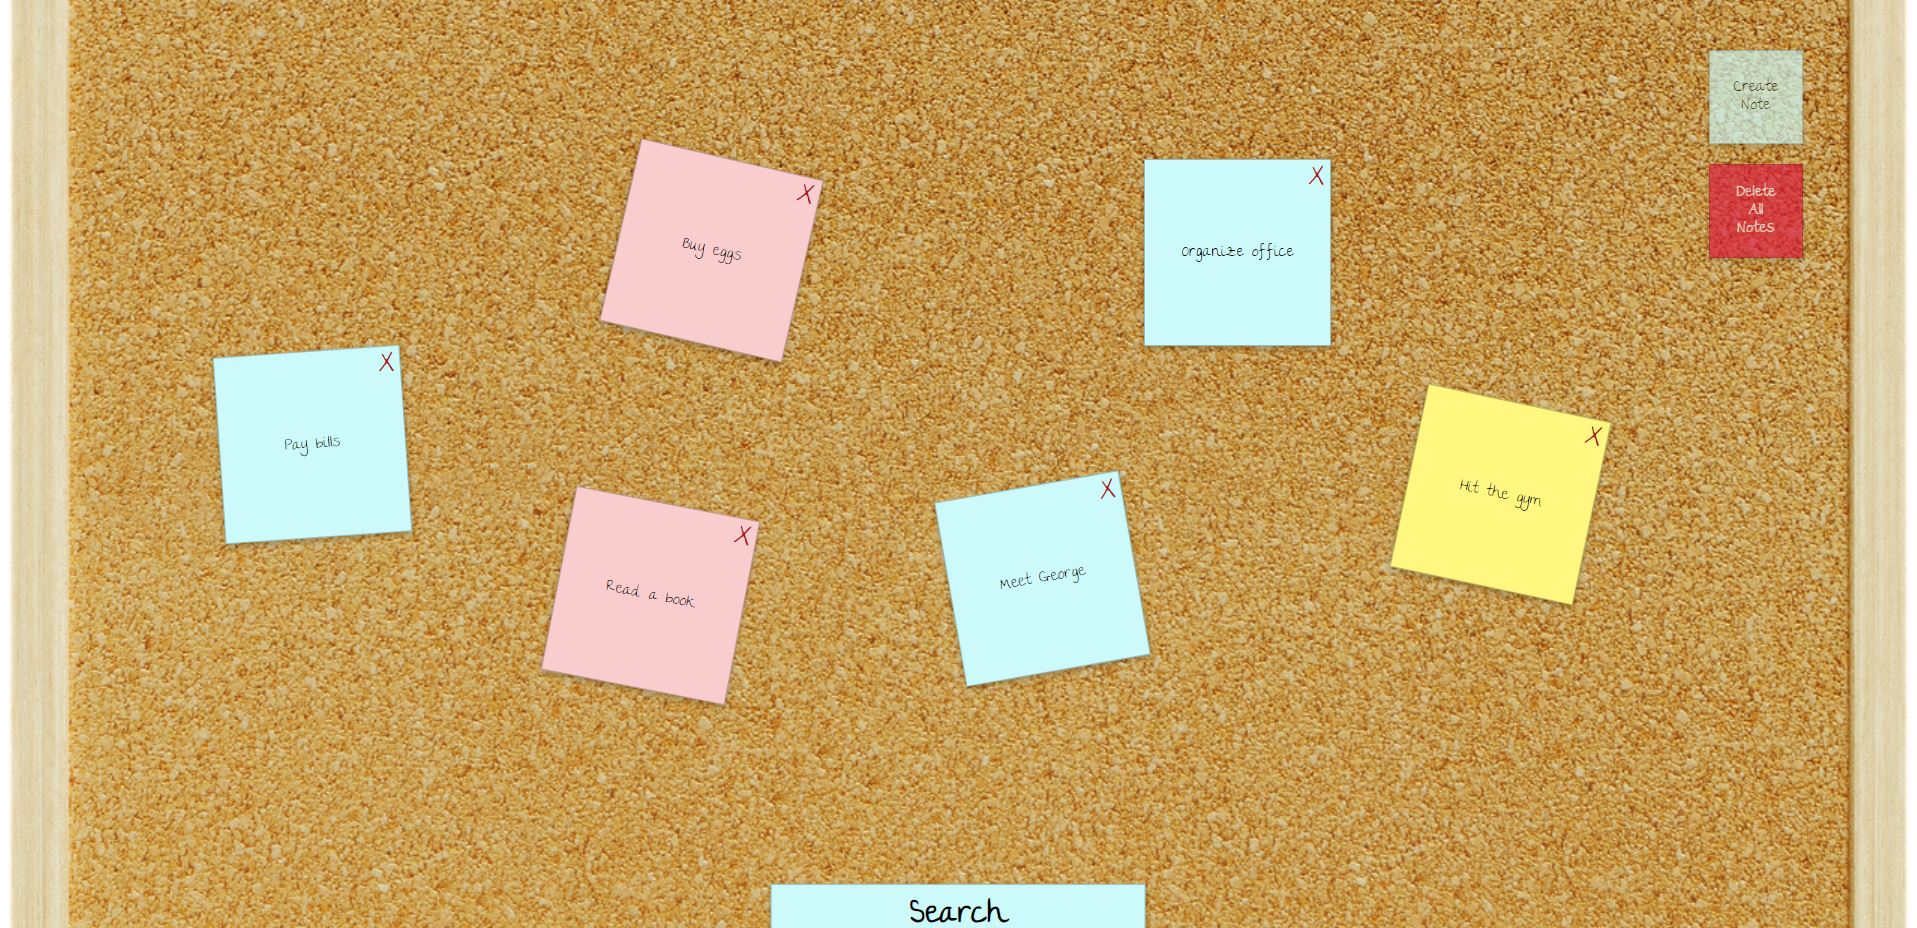 Create
Note
X
Buy eggs
X
Organize office
Delete
All
Notes
X
Pay bills
X
Hit the gym
X
Read a book
X
Meet George
Search